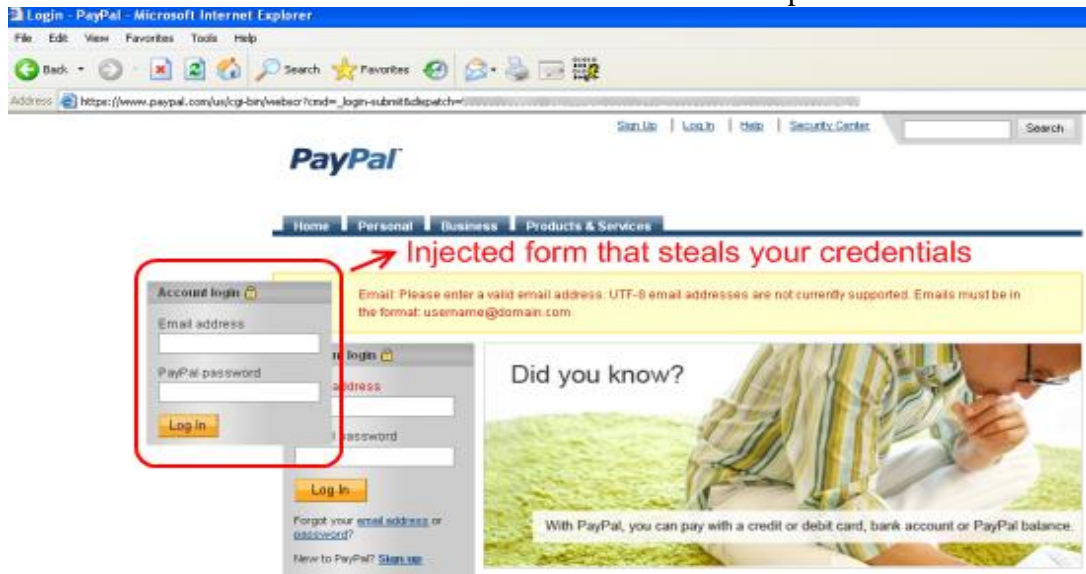 Login - PayPal - Microsoft Internet Explorer
File Edit View Favorites Tools Help
Back Search Favorites
Address https://www.paypal.com/us/cgi-bin/webscr?cmd=_login-submit&dispatch=
Sign Up | Log In | Help | Security Center Search
PayPal
Home Personal Business Products & Services
Injected form that steals your credentials
Email: Please enter a valid email address. UTF-8 email addresses are not currently supported. Emails must be in
the format: username@domain.com
Account login
Email address
PayPal password
Log In
login
address
password
Log In
Forgot your email address or
password?
New to PayPal? Sign up
Did you know?
With PayPal, you can pay with a credit or debit card, bank account or PayPal balance.